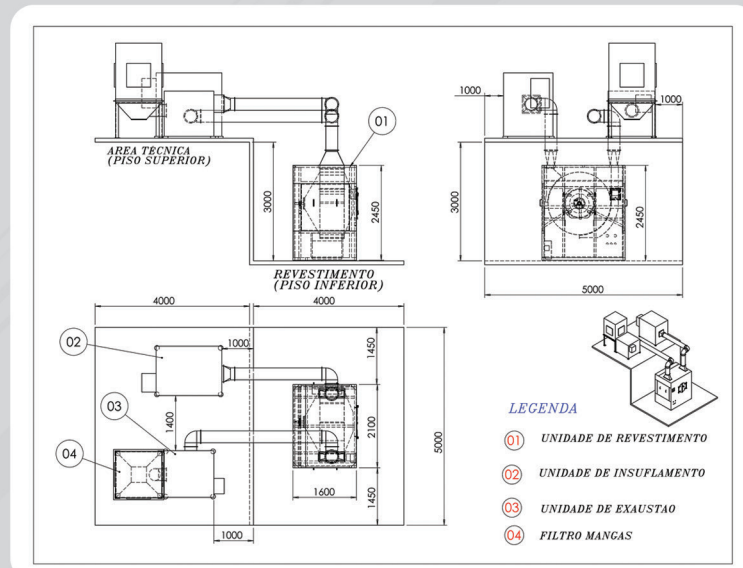 1000
1000
01
AREA TÉCNICA
(PISO SUPERIOR)
3000
2450
3000
2450
REVESTIMENTO
(PISO INFERIOR)
5000
4000
4000
02
1000
1450
03
1400
2100
5000
04
1600
1450
1000
LEGENDA
01 UNIDADE DE REVESTIMENTO
02 UNIDADE DE INSUFLAMENTO
03 UNIDADE DE EXAUSTAO
04 FILTRO MANGAS